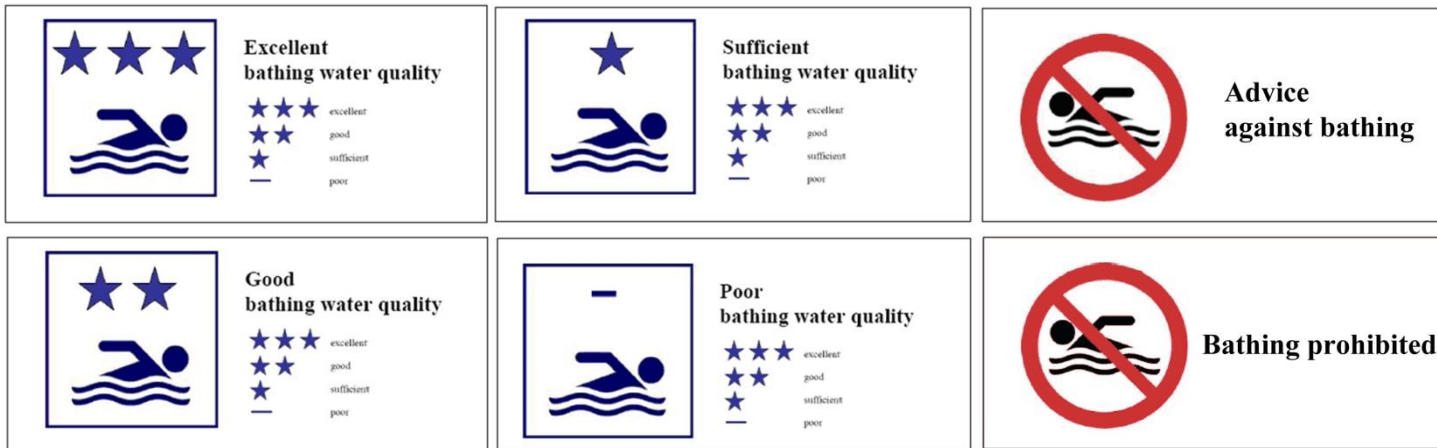 Excellent
bathing water quality
excellent
good
sufficient
poor
Sufficient
bathing water quality
excellent
good
sufficient
poor
Advice
against bathing
Good
bathing water quality
excellent
good
sufficient
poor
Poor
bathing water quality
excellent
good
sufficient
poor
Bathing prohibited